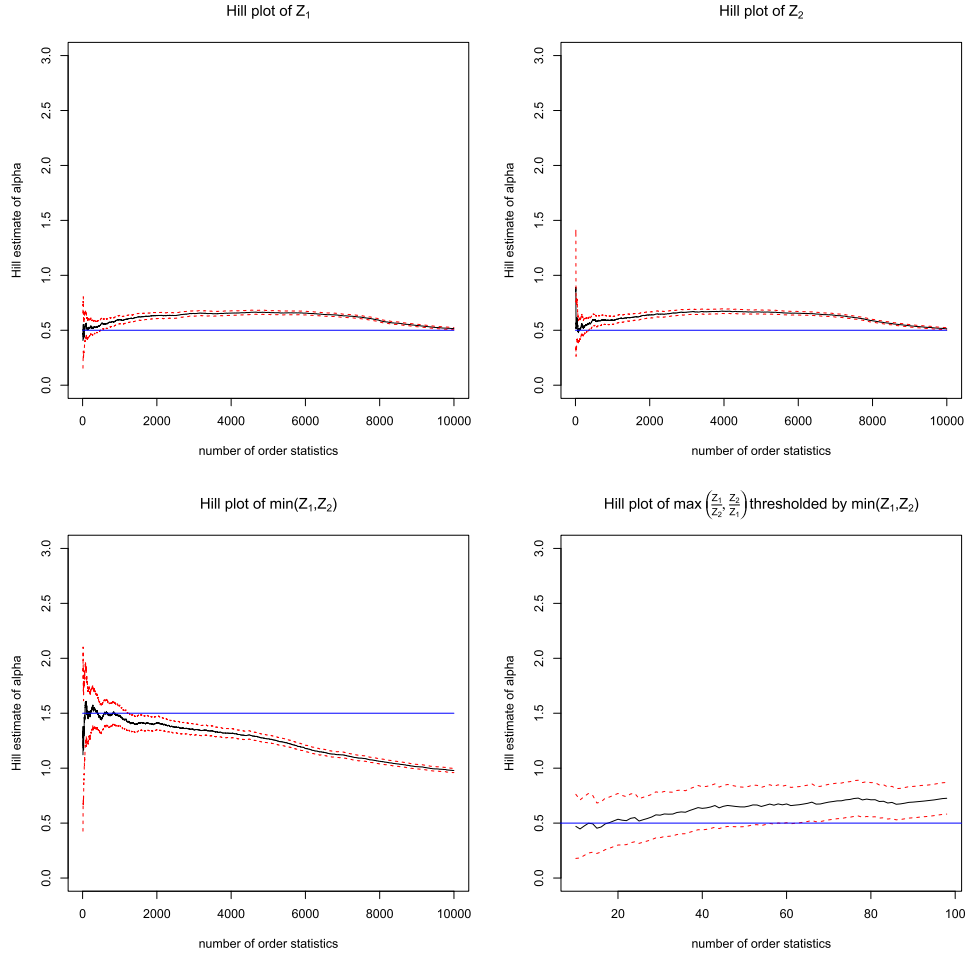 Hill plot of Z₁
Hill estimate of alpha
3.0
2.5
2.0
1.5
1.0
0.5
0.0
0 2000 4000 6000 8000 10000
number of order statistics
Hill plot of Z₂
Hill estimate of alpha
3.0
2.5
2.0
1.5
1.0
0.5
0.0
0 2000 4000 6000 8000 10000
number of order statistics
Hill plot of min(Z₁,Z₂)
Hill estimate of alpha
3.0
2.5
2.0
1.5
1.0
0.5
0.0
0 2000 4000 6000 8000 10000
number of order statistics
Hill plot of max(Z₁/Z₂, Z₂/Z₁) thresholded by min(Z₁,Z₂)
Hill estimate of alpha
3.0
2.5
2.0
1.5
1.0
0.5
0.0
20 40 60 80 100
number of order statistics